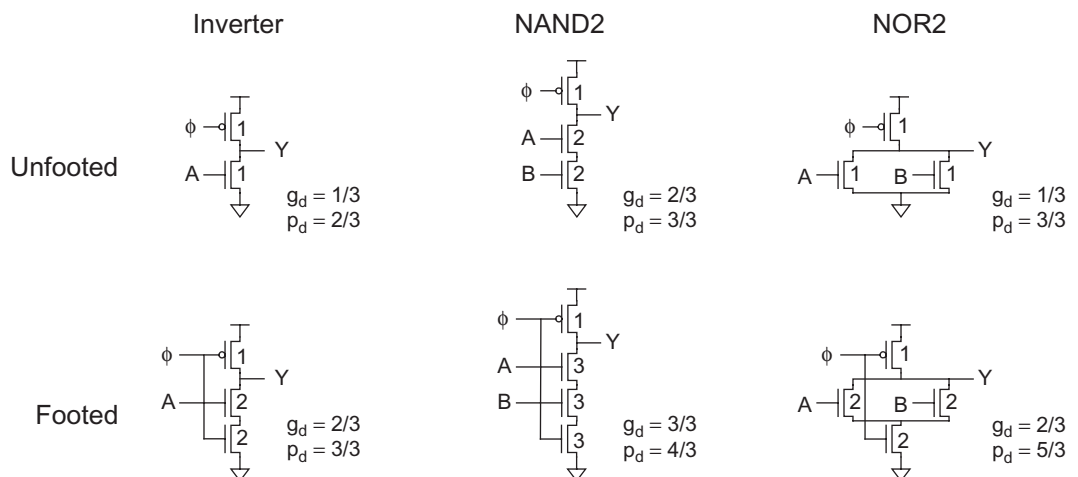 Inverter NAND2 NOR2
Unfooted
ϕ 1
A 1
Y
g_d = 1/3
p_d = 2/3
ϕ 1
Y
A 2
B 2
g_d = 2/3
p_d = 3/3
ϕ 1
Y
A 1 B 1
g_d = 1/3
p_d = 3/3
Footed
ϕ 1
Y
A 2
2
g_d = 2/3
p_d = 3/3
ϕ 1
Y
A 3
B 3
3
g_d = 3/3
p_d = 4/3
ϕ 1
Y
A 2 B 2
2
g_d = 2/3
p_d = 5/3